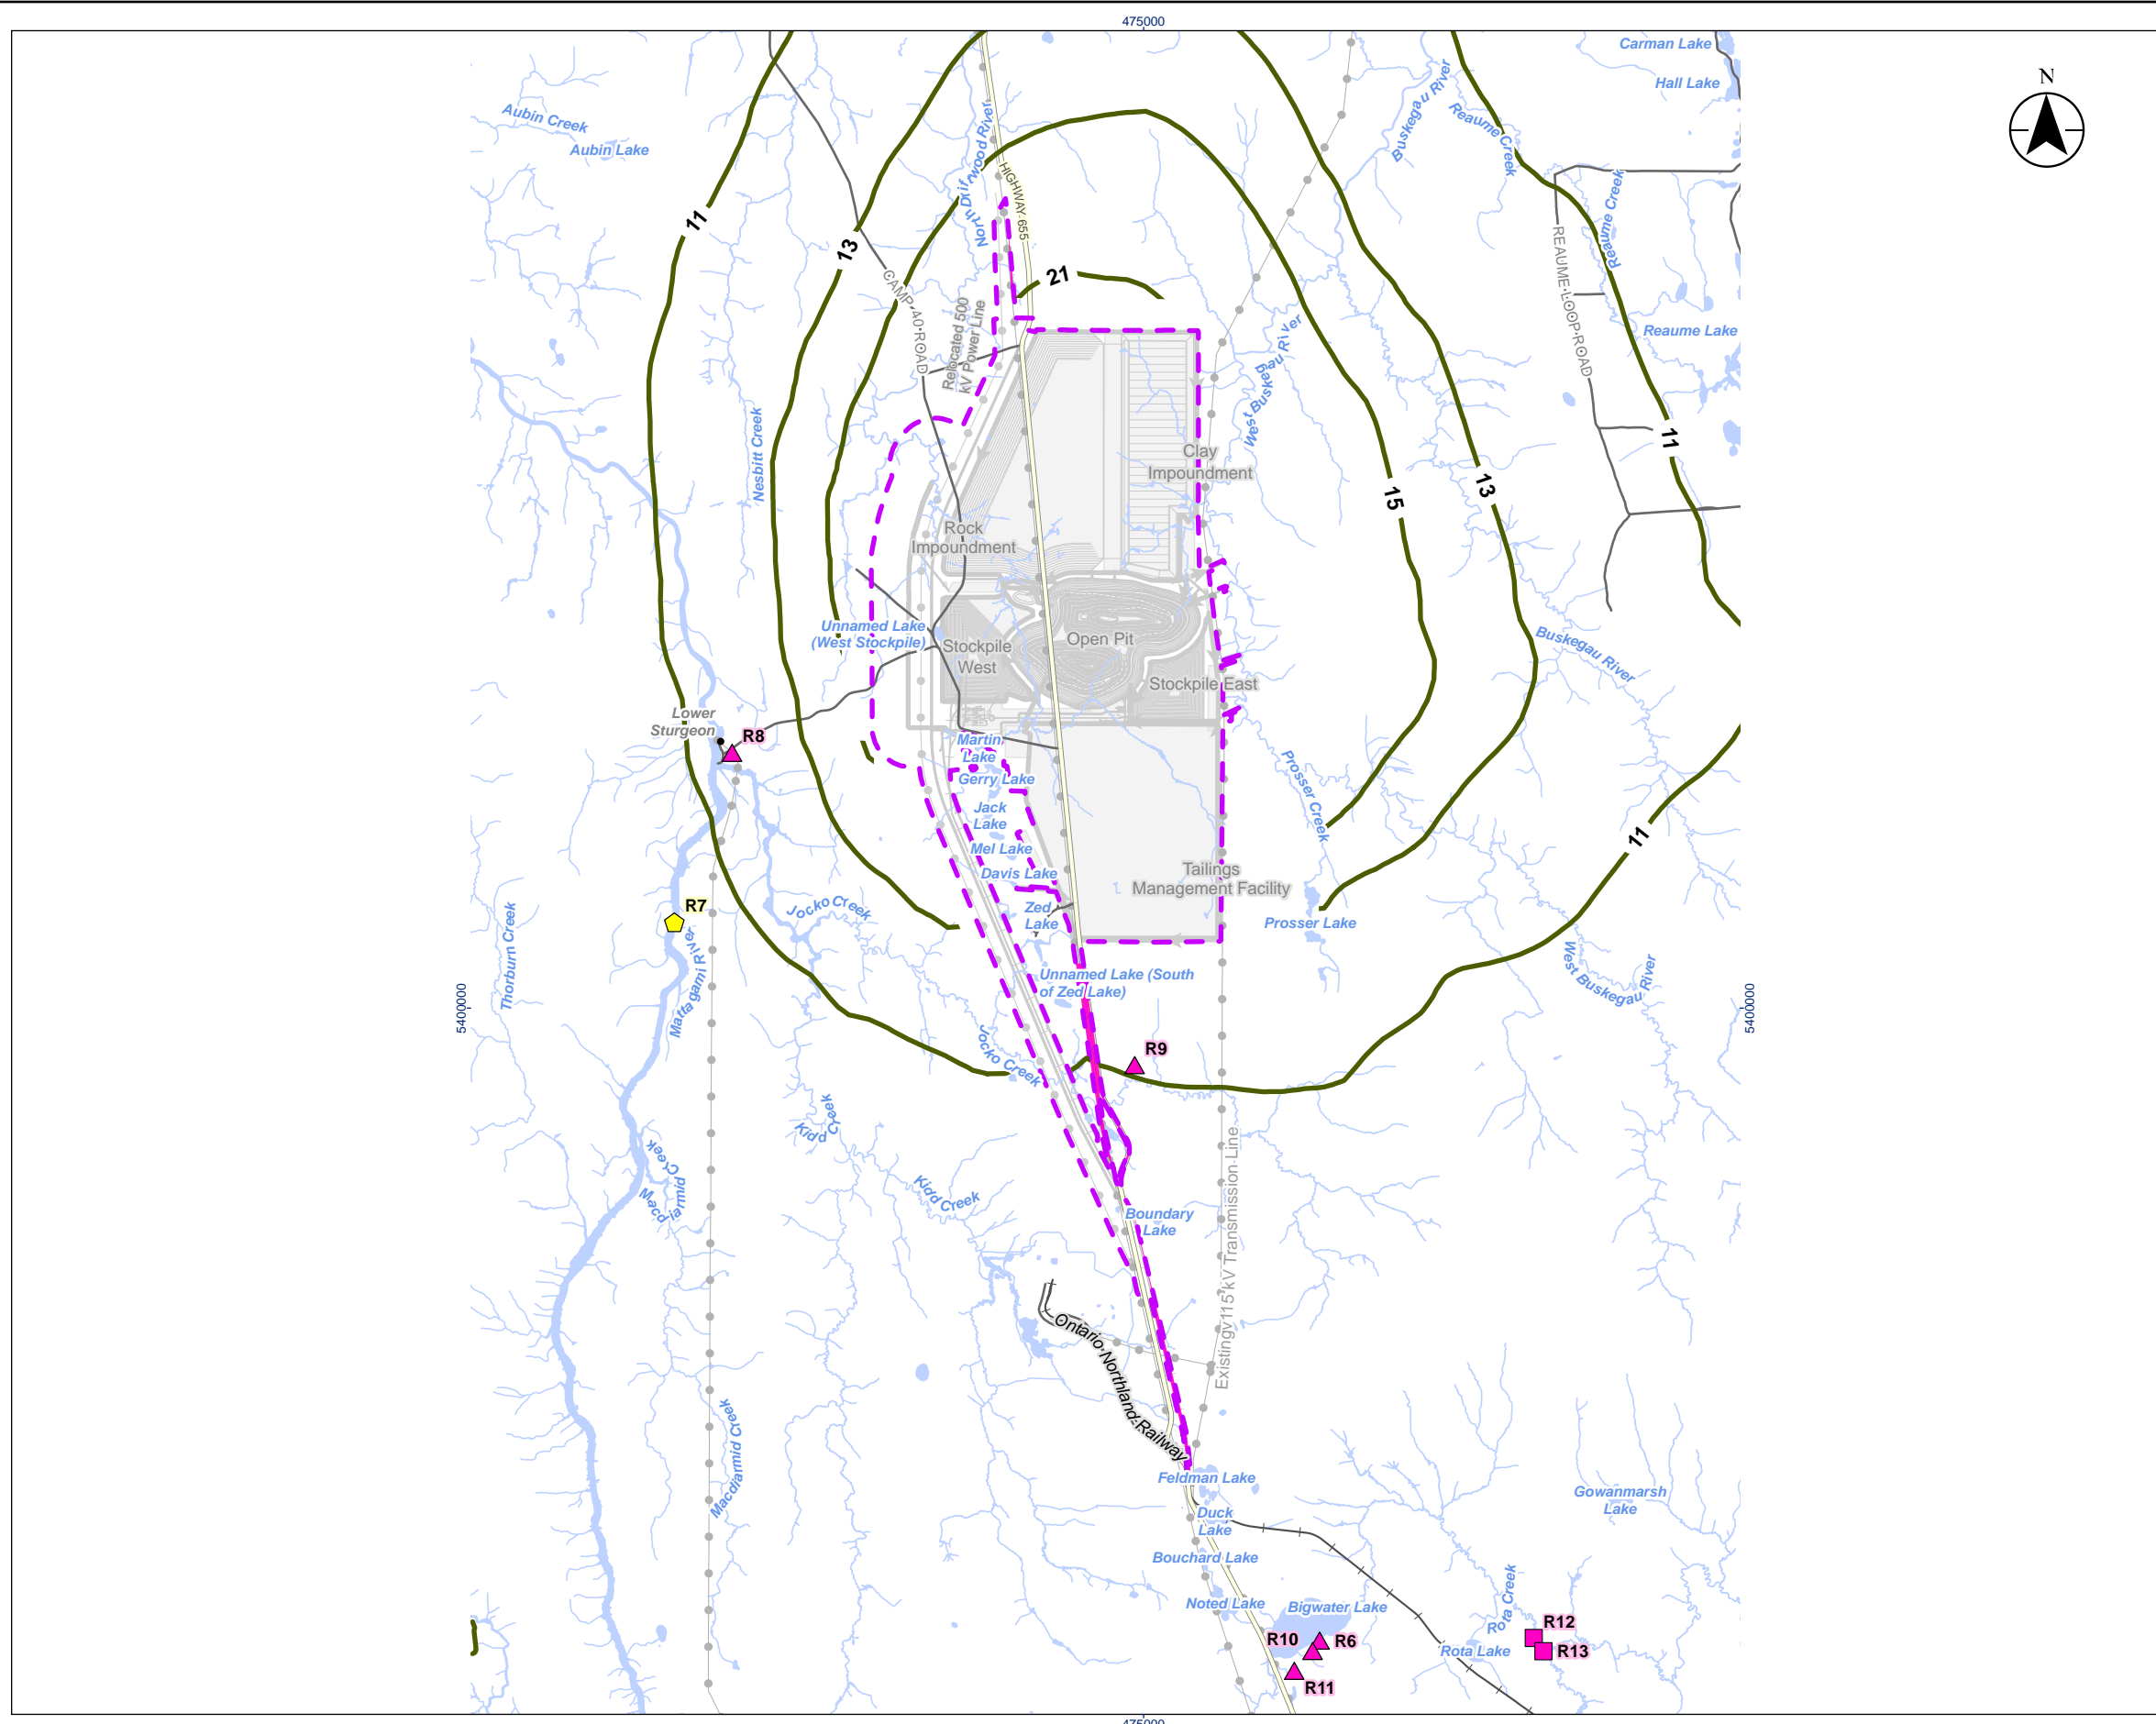 475000
Carman Lake
Hall Lake
N
Aubin Creek
Aubin Lake
Buskegau River
Reaume Creek
North Driftwood River
HIGHWAY 655
11
13
21
CAMP 40 ROAD
Relocated 500
kV Power Line
REAUME LOOP ROAD
Reaume Creek
Reaume Lake
West Buskegau River
Nesbitt Creek
Clay
Impoundment
15
13
11
Rock
Impoundment
Unnamed Lake
(West Stockpile)
Stockpile
West
Open Pit
Stockpile East
Buskegau River
Lower
Sturgeon
R8
Martin
Lake
Gerry Lake
Jack
Lake
Mel Lake
Davis Lake
Zed
Lake
Prosser Creek
11
Tailings
Management Facility
Prosser Lake
R7
Jocko Creek
Thorburn Creek
Mattagami River
Unnamed Lake (South
of Zed Lake)
West Buskegau River
5400000
5400000
Jocko Creek
R9
Kidd Creek
Macdiarmid Creek
Kidd Creek
Boundary
Lake
Existing 115 kV Transmission Line
Ontario Northland Railway
Macdiarmid Creek
Feldman Lake
Duck
Lake
Gowanmarsh
Lake
Bouchard Lake
Noted Lake
Bigwater Lake
Rota Creek
R12
R10
R6
Rota Lake
R13
R11
475000